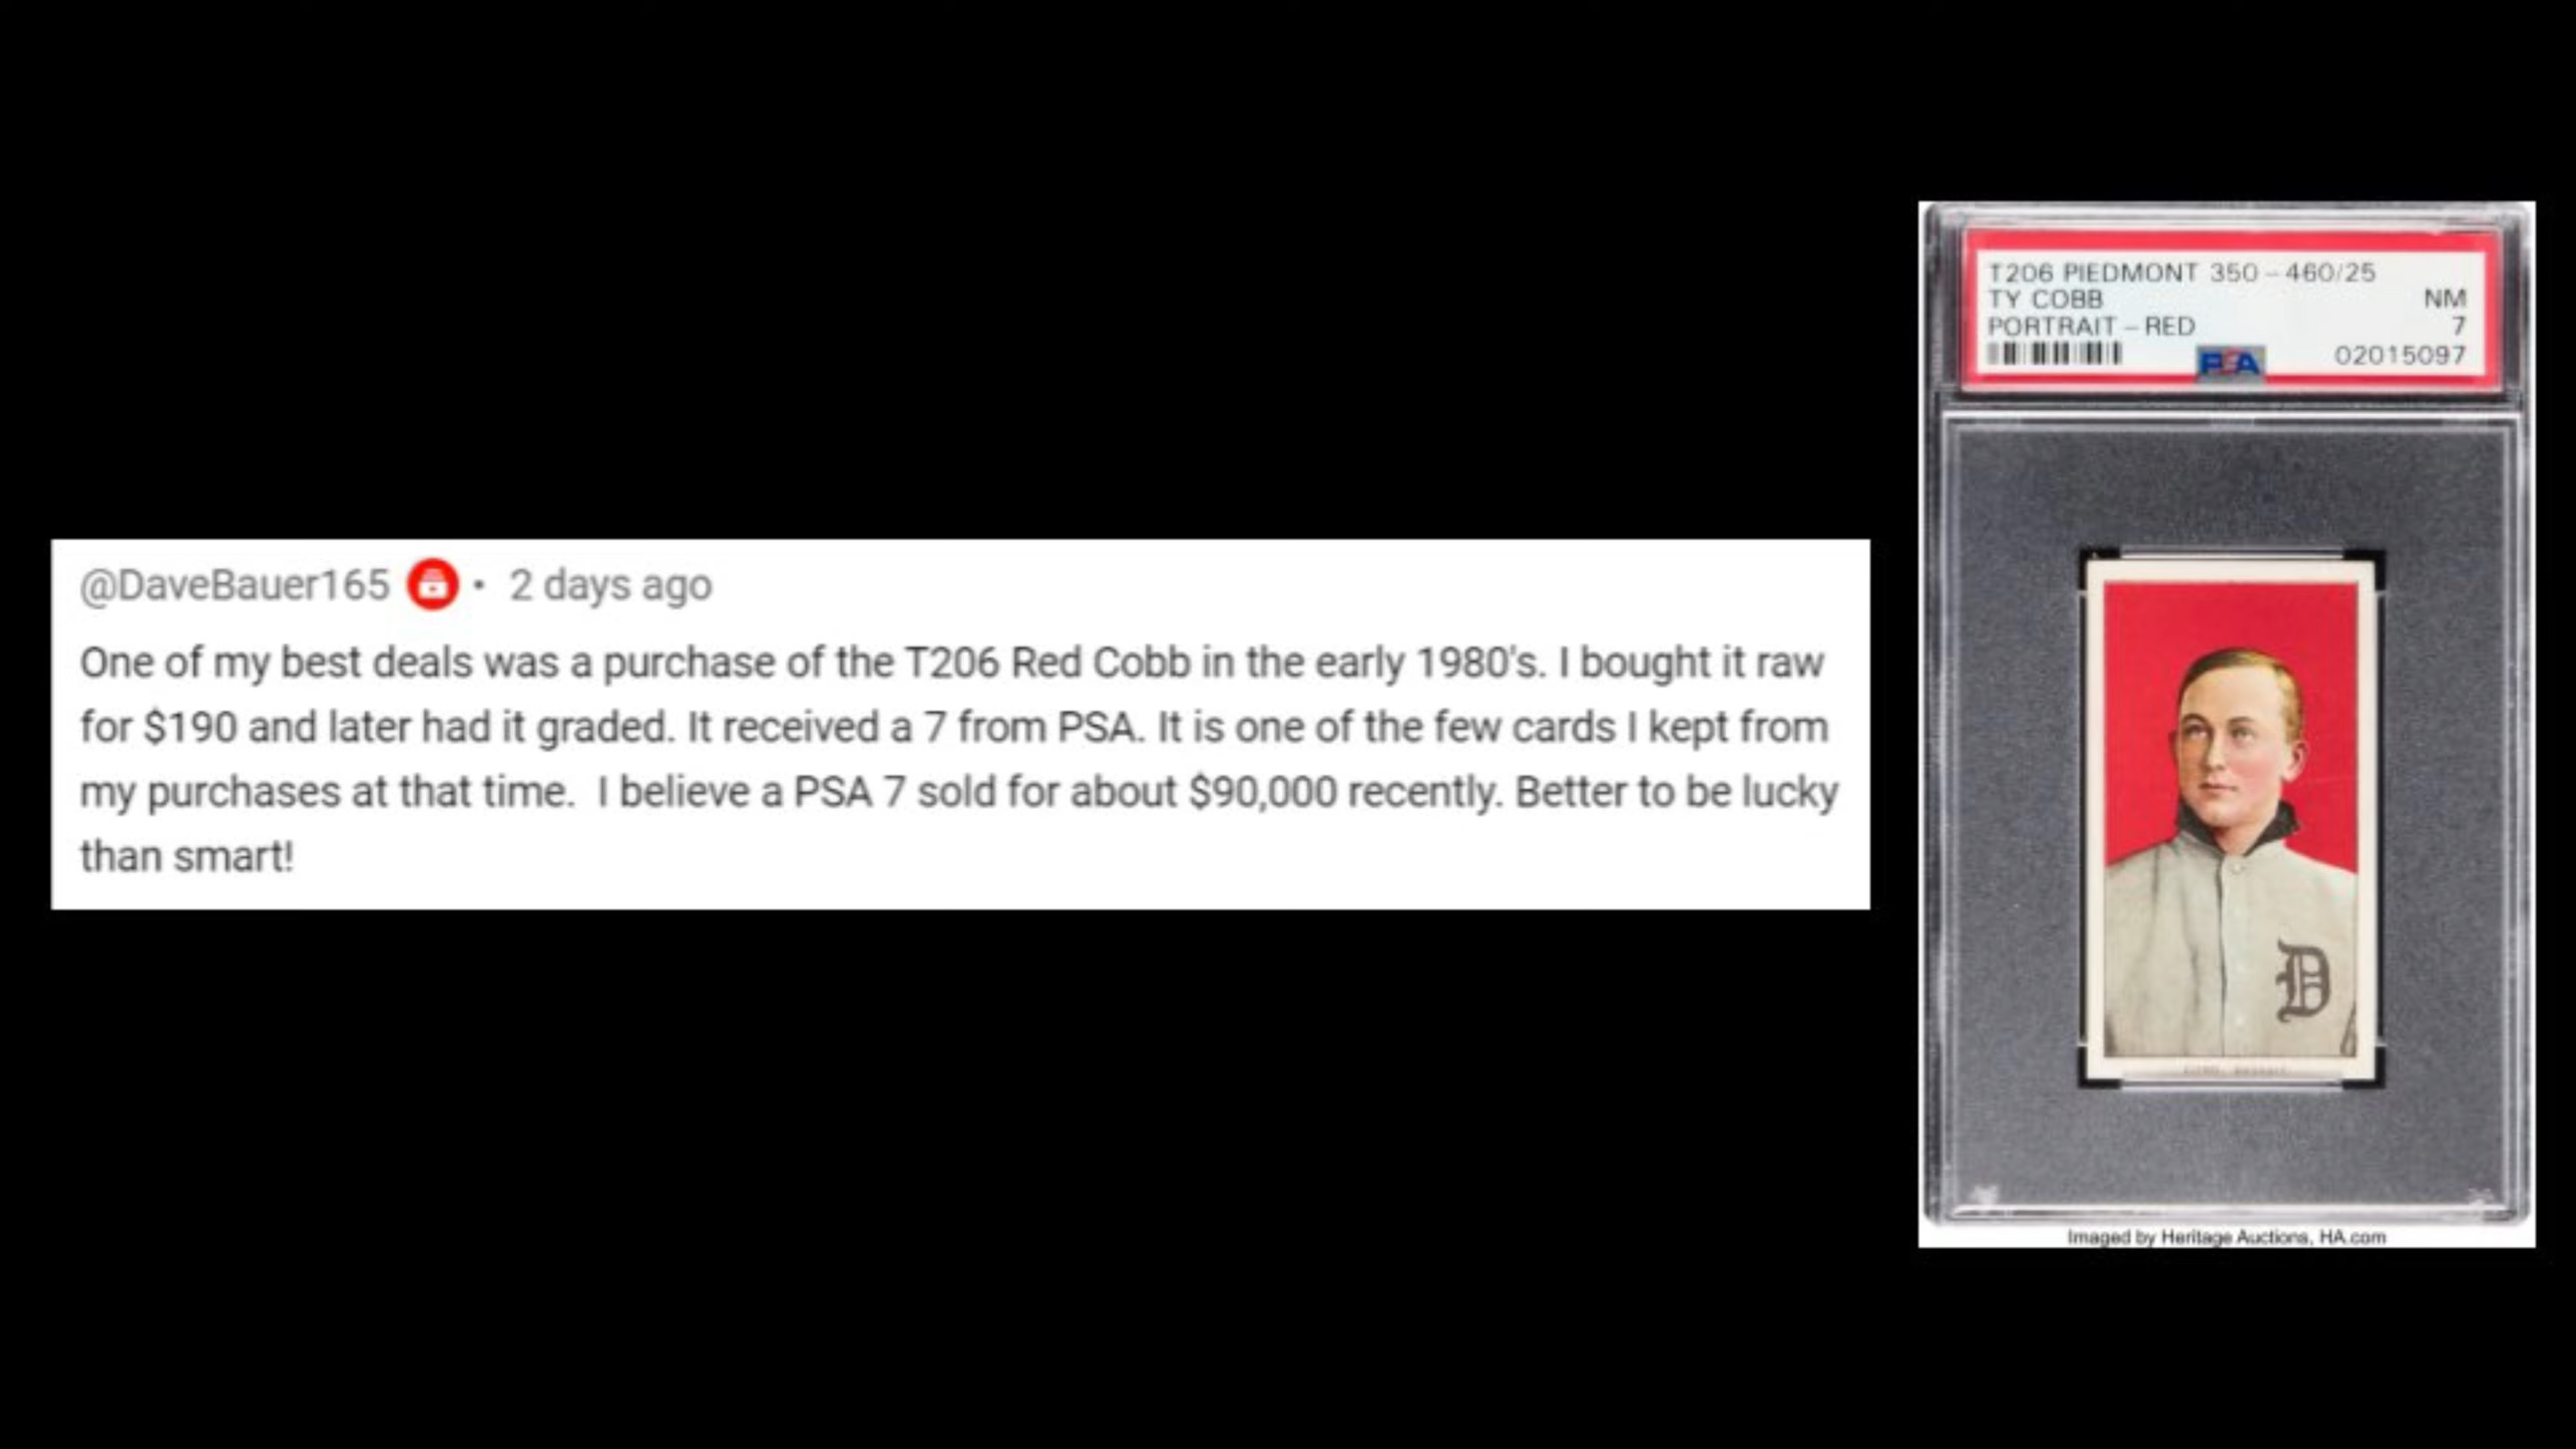 @DaveBauer165 • 2 days ago
One of my best deals was a purchase of the T206 Red Cobb in the early 1980's. I bought it raw
for $190 and later had it graded. It received a 7 from PSA. It is one of the few cards I kept from
my purchases at that time.  I believe a PSA 7 sold for about $90,000 recently. Better to be lucky
than smart!
T206 PIEDMONT 350-460/25
TY COBB NM
PORTRAIT-RED 7
PSA 02015097
D
Imaged by Heritage Auctions, HA.com